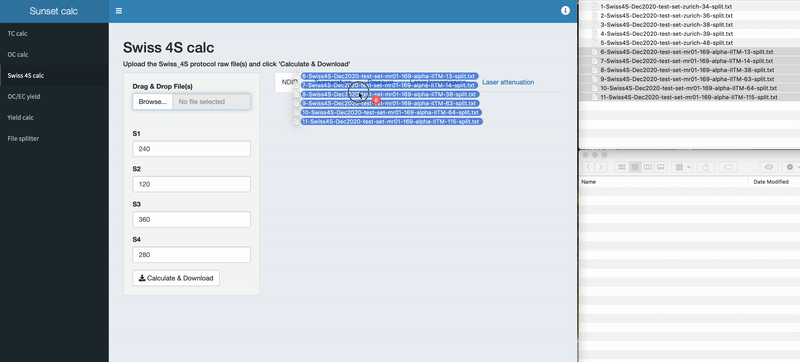 Sunset calc
TC calc
OC calc
Swiss 4S calc
OC/EC yield
Yield calc
File splitter
Swiss 4S calc
Upload the Swiss_4S protocol raw file(s) and click 'Calculate & Download'
Drag & Drop File(s)
Browse...
No file selected
S1
240
S2
120
S3
360
S4
280
Calculate & Download
NDIR
Laser attenuation
6-Swiss4S-Dec2020-test-set-mr01-169-alpha-IITM-13-split.txt
7-Swiss4S-Dec2020-test-set-mr01-169-alpha-IITM-14-split.txt
8-Swiss4S-Dec2020-test-set-mr01-169-alpha-IITM-38-split.txt
9-Swiss4S-Dec2020-test-set-mr01-169-alpha-IITM-63-split.txt
10-Swiss4S-Dec2020-test-set-mr01-169-alpha-IITM-64-split.txt
11-Swiss4S-Dec2020-test-set-mr01-169-alpha-IITM-115-split.txt
1-Swiss4S-Dec2020-test-set-zurich-34-split.txt
2-Swiss4S-Dec2020-test-set-zurich-36-split.txt
3-Swiss4S-Dec2020-test-set-zurich-38-split.txt
4-Swiss4S-Dec2020-test-set-zurich-39-split.txt
5-Swiss4S-Dec2020-test-set-zurich-48-split.txt
6-Swiss4S-Dec2020-test-set-mr01-169-alpha-IITM-13-split.txt
7-Swiss4S-Dec2020-test-set-mr01-169-alpha-IITM-14-split.txt
8-Swiss4S-Dec2020-test-set-mr01-169-alpha-IITM-38-split.txt
9-Swiss4S-Dec2020-test-set-mr01-169-alpha-IITM-63-split.txt
10-Swiss4S-Dec2020-test-set-mr01-169-alpha-IITM-64-split.txt
11-Swiss4S-Dec2020-test-set-mr01-169-alpha-IITM-115-split.txt
Name
Date Modified